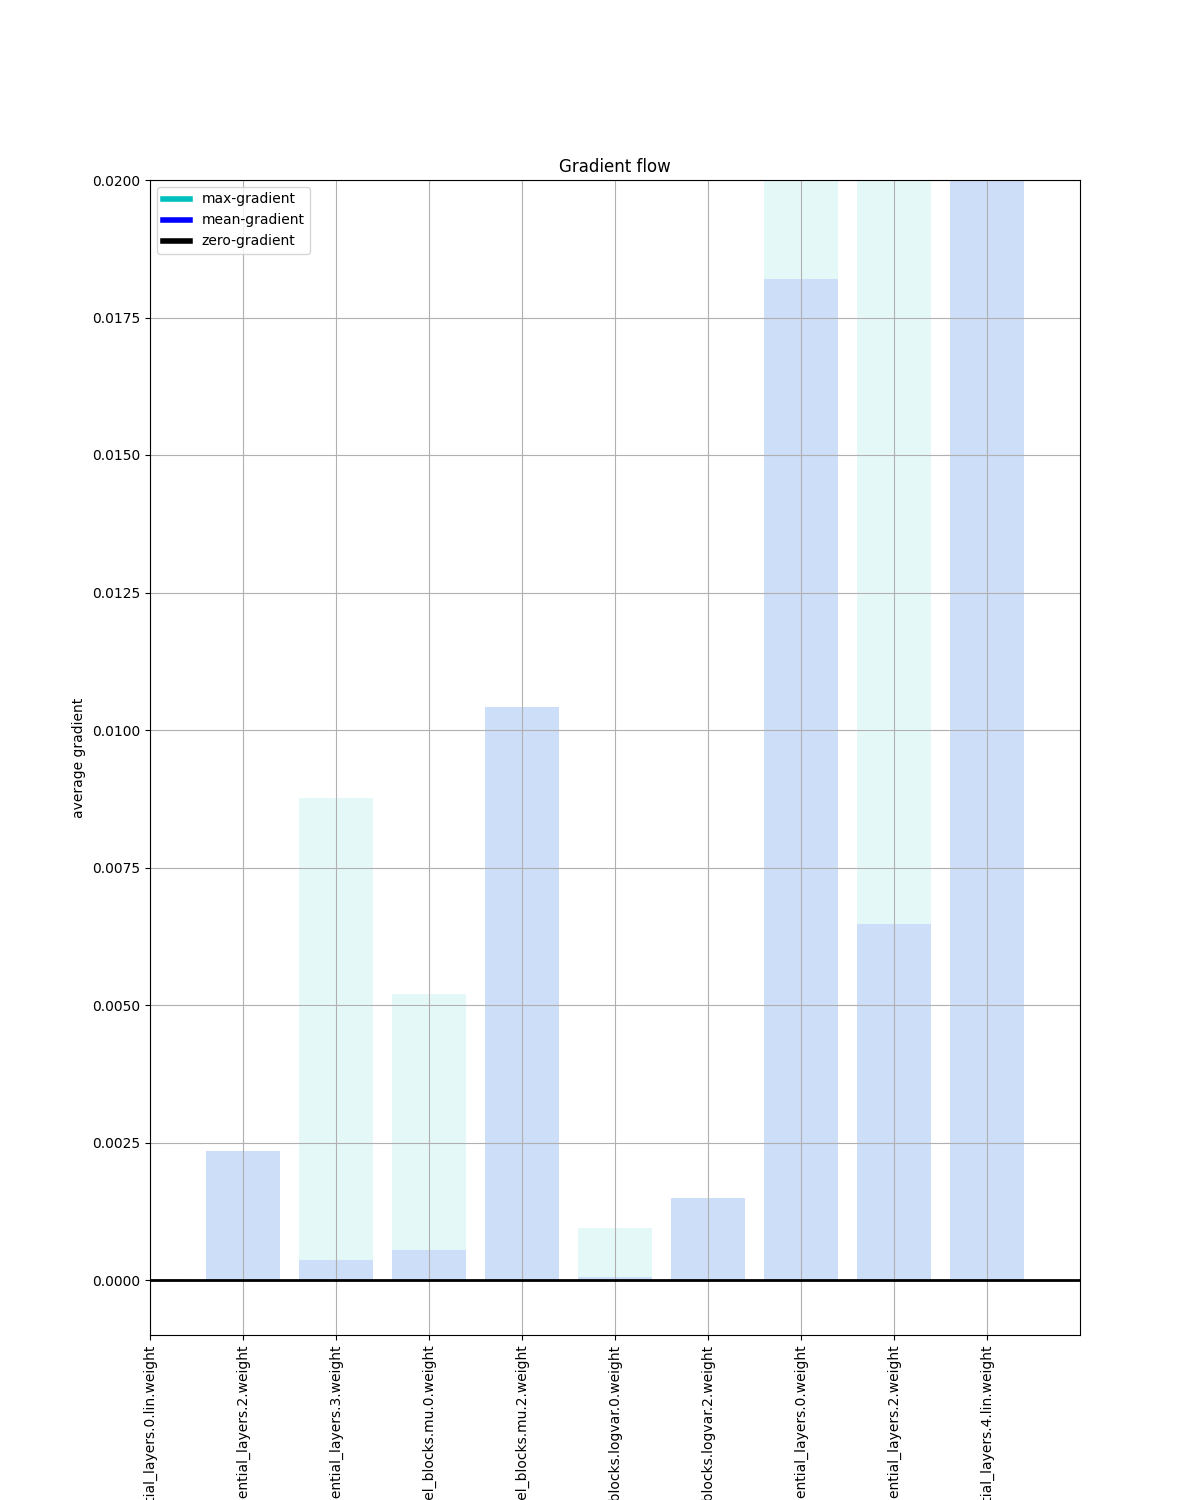 Gradient flow
max-gradient
mean-gradient
zero-gradient
0.0200
0.0175
0.0150
0.0125
0.0100
0.0075
0.0050
0.0025
0.0000
average gradient
tial_layers.0.lin.weight
ential_layers.2.weight
ential_layers.3.weight
el_blocks.mu.0.weight
el_blocks.mu.2.weight
blocks.logvar.0.weight
blocks.logvar.2.weight
ential_layers.0.weight
ential_layers.2.weight
tial_layers.4.lin.weight